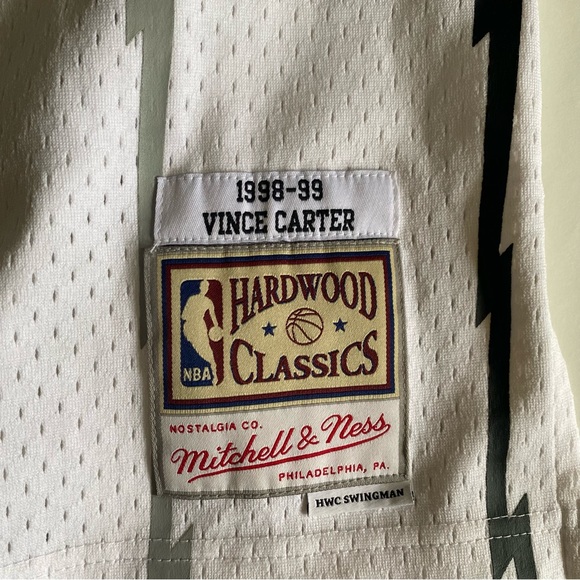 1998-99
VINCE CARTER
HARDWOOD
CLASSICS
NBA
NOSTALGIA CO.
Mitchell & Ness
PHILADELPHIA, PA.
HWC SWINGMAN